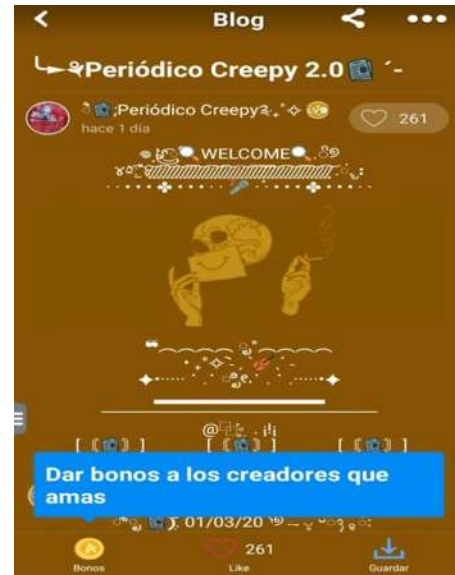 Blog
Periódico Creepy 2.0 ´-
;Periódico Creepy
hace 1 día
261
WELCOME
Dar bonos a los creadores que
amas
01/03/20
261
Bonos
Like
Guardar